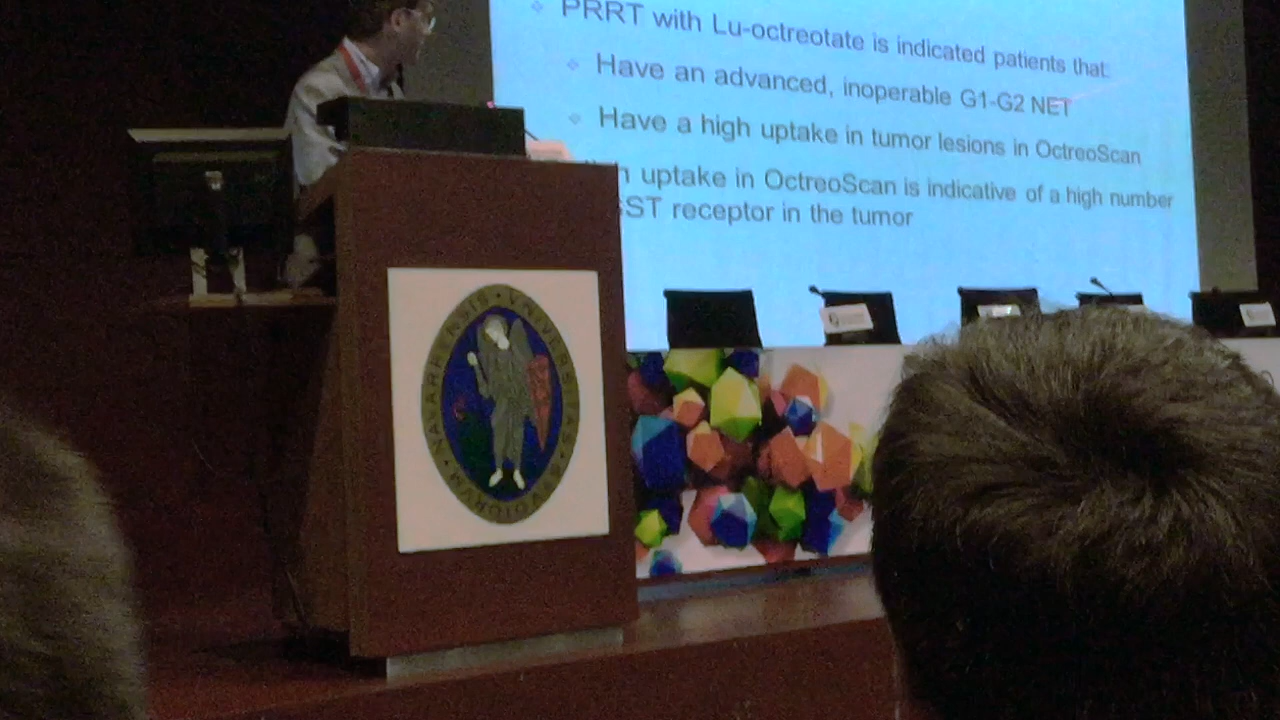 PRRT with Lu-octreotate is indicated patients that:
Have an advanced, inoperable G1-G2 NET
Have a high uptake in tumor lesions in OctreoScan
uptake in OctreoScan is indicative of a high number
SST receptor in the tumor